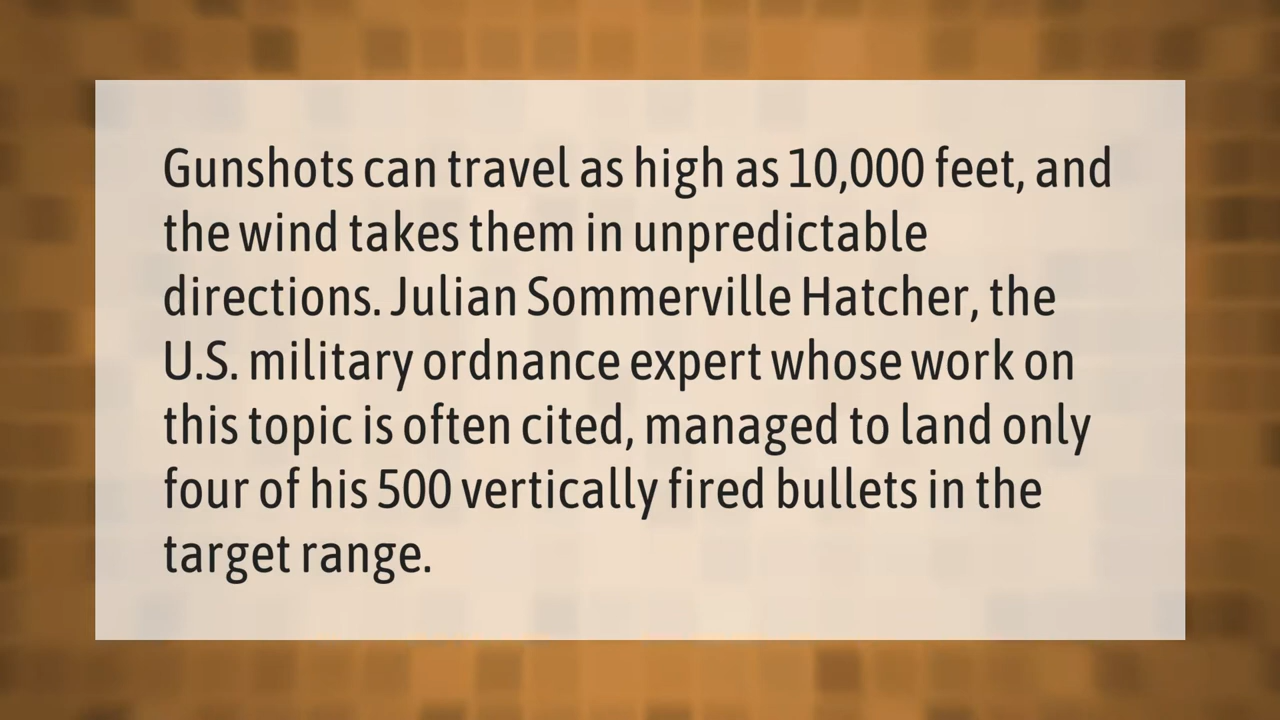 Gunshots can travel as high as 10,000 feet, and
the wind takes them in unpredictable
directions. Julian Sommerville Hatcher, the
U.S. military ordnance expert whose work on
this topic is often cited, managed to land only
four of his 500 vertically fired bullets in the
target range.